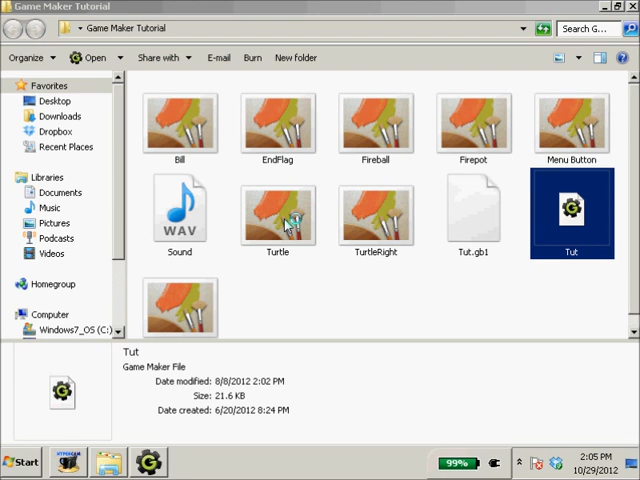 Game Maker Tutorial
Game Maker Tutorial
Search G...
Organize
Open
Share with
E-mail
Burn
New folder
Favorites
Desktop
Downloads
Dropbox
Recent Places
Libraries
Documents
Music
Pictures
Podcasts
Videos
Homegroup
Computer
Windows7_OS (C:)
Bill
EndFlag
Fireball
Firepot
Menu Button
WAV
Sound
Turtle
TurtleRight
Tut.gb1
Tut
Tut
Game Maker File
Date modified: 8/8/2012 2:02 PM
Size: 21.6 KB
Date created: 6/20/2012 8:24 PM
Start
HYPERCAM
99%
2:05 PM
10/29/2012